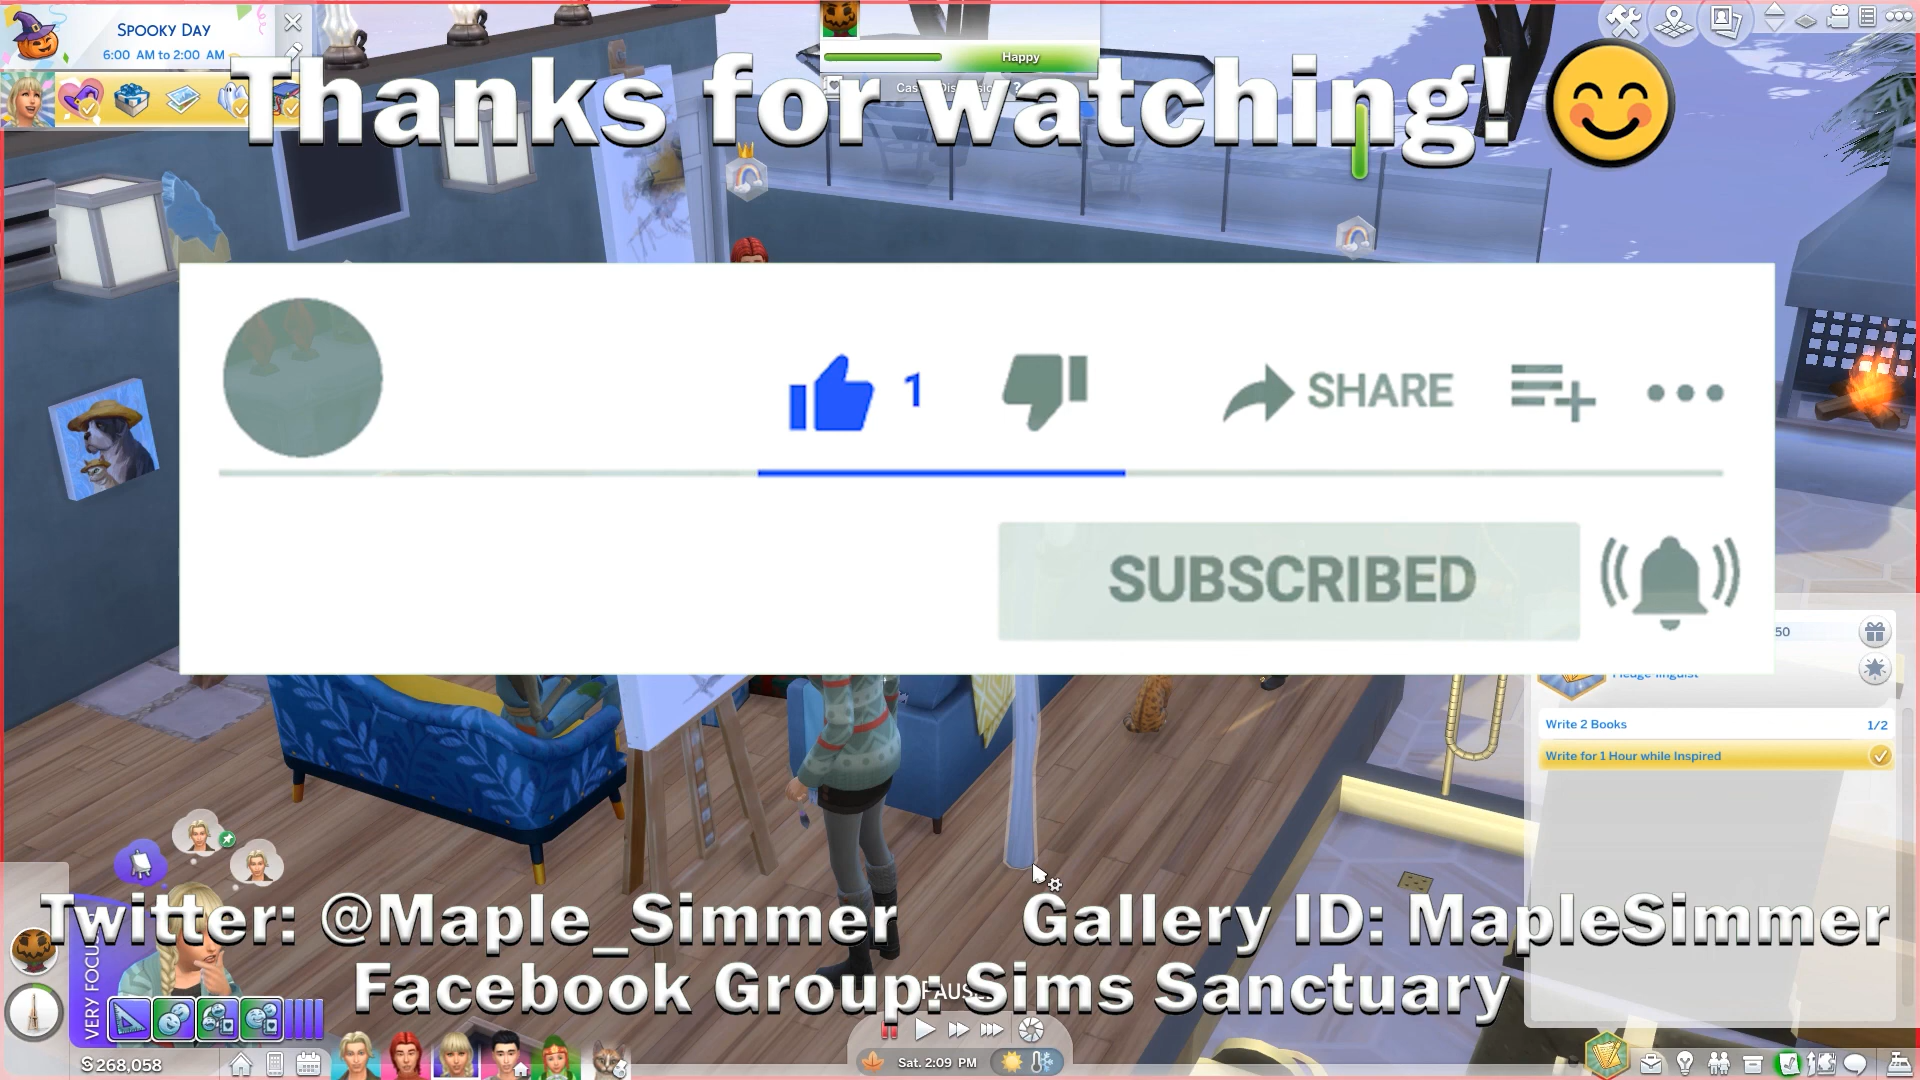 SPOOKY DAY
6:00 AM to 2:00 AM
Happy
Thanks for watching! 😊
1
SHARE
SUBSCRIBED
50
Write 2 Books 1/2
Write for 1 Hour while Inspired
Twitter: @Maple_Simmer Gallery ID: MapleSimmer
Facebook Group: Sims Sanctuary
VERY FOCU
§268,058
Sat. 2:09 PM